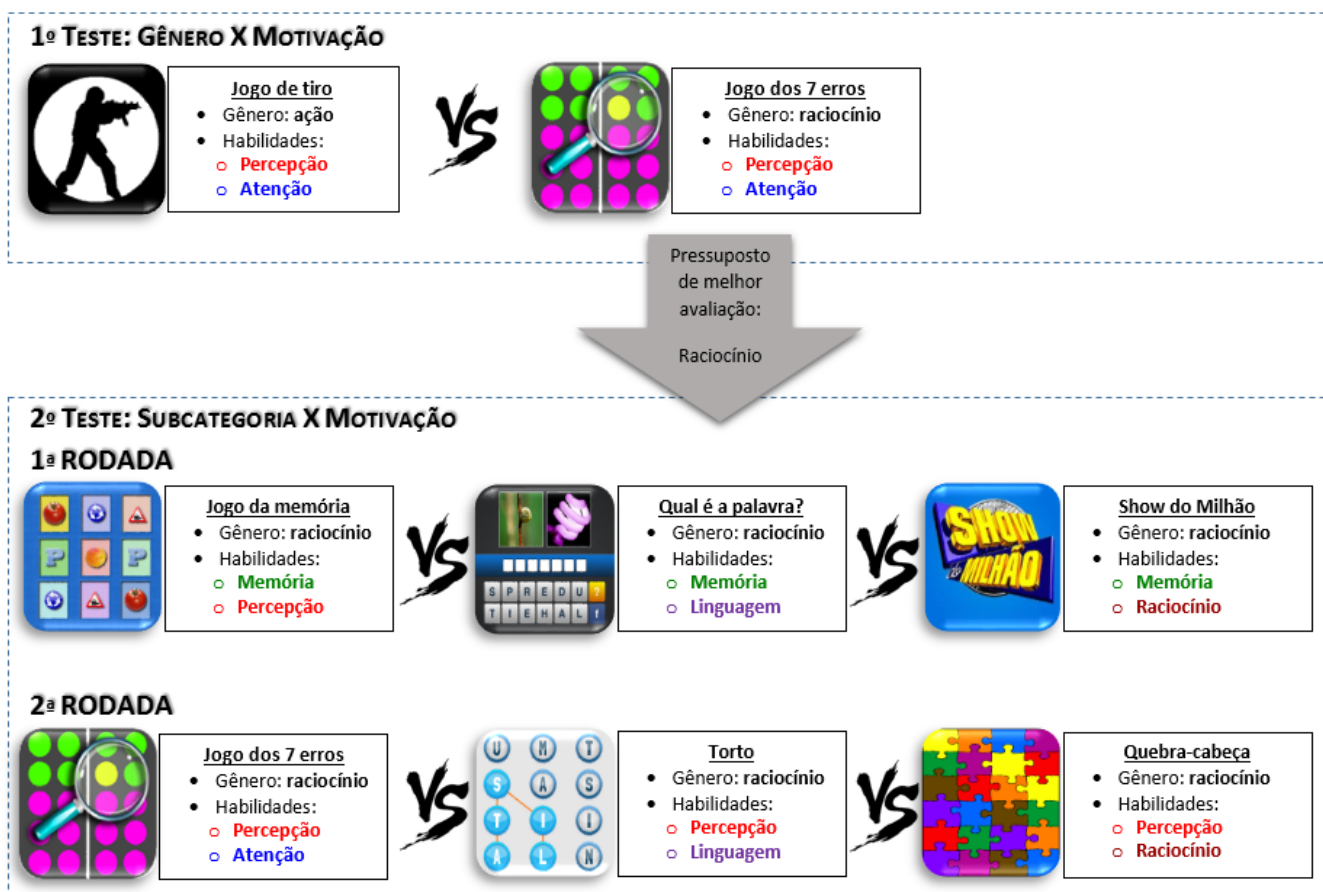 1º TESTE: GÊNERO X MOTIVAÇÃO
Jogo de tiro
• Gênero: ação
• Habilidades:
o Percepção
o Atenção
VS
Jogo dos 7 erros
• Gênero: raciocínio
• Habilidades:
o Percepção
o Atenção
Pressuposto
de melhor
avaliação:
Raciocínio
2º TESTE: SUBCATEGORIA X MOTIVAÇÃO
1ª RODADA
P
P
Jogo da memória
• Gênero: raciocínio
• Habilidades:
o Memória
o Percepção
VS
S P R E D U ?
T I E H A L f
Qual é a palavra?
• Gênero: raciocínio
• Habilidades:
o Memória
o Linguagem
VS
SHOW
do
MILHÃO
Show do Milhão
• Gênero: raciocínio
• Habilidades:
o Memória
o Raciocínio
2ª RODADA
Jogo dos 7 erros
• Gênero: raciocínio
• Habilidades:
o Percepção
o Atenção
VS
U M T
S A S
T I I
A L N
Torto
• Gênero: raciocínio
• Habilidades:
o Percepção
o Linguagem
VS
Quebra-cabeça
• Gênero: raciocínio
• Habilidades:
o Percepção
o Raciocínio